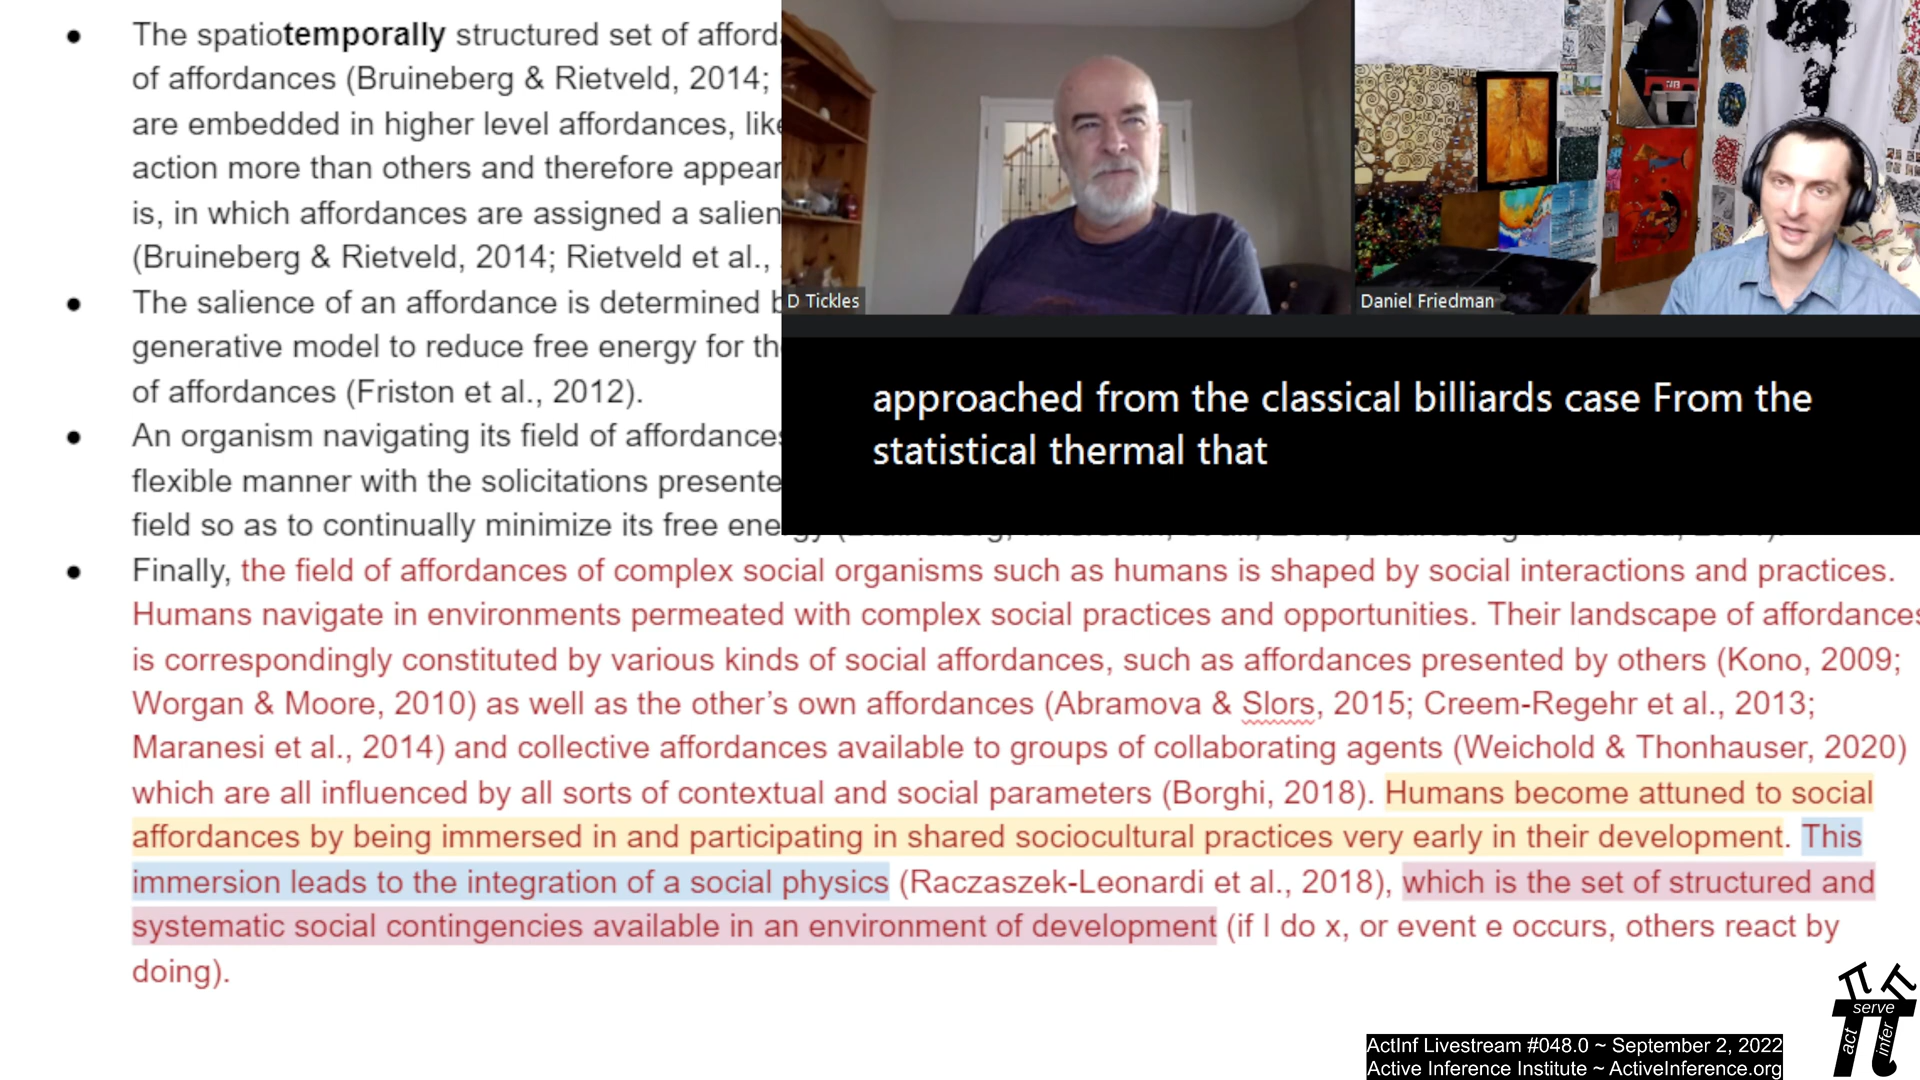 The spatiotemporally structured set of afford
of affordances (Bruineberg & Rietveld, 2014;
are embedded in higher level affordances, like
action more than others and therefore appear
is, in which affordances are assigned a salien
(Bruineberg & Rietveld, 2014; Rietveld et al.,
The salience of an affordance is determined b
generative model to reduce free energy for th
of affordances (Friston et al., 2012).
An organism navigating its field of affordances
flexible manner with the solicitations presente
field so as to continually minimize its free energy
Finally, the field of affordances of complex social organisms such as humans is shaped by social interactions and practices.
Humans navigate in environments permeated with complex social practices and opportunities. Their landscape of affordances
is correspondingly constituted by various kinds of social affordances, such as affordances presented by others (Kono, 2009;
Worgan & Moore, 2010) as well as the other’s own affordances (Abramova & Slors, 2015; Creem-Regehr et al., 2013;
Maranesi et al., 2014) and collective affordances available to groups of collaborating agents (Weichold & Thonhauser, 2020)
which are all influenced by all sorts of contextual and social parameters (Borghi, 2018). Humans become attuned to social
affordances by being immersed in and participating in shared sociocultural practices very early in their development. This
immersion leads to the integration of a social physics (Raczaszek-Leonardi et al., 2018), which is the set of structured and
systematic social contingencies available in an environment of development (if I do x, or event e occurs, others react by
doing).
D Tickles
Daniel Friedman
approached from the classical billiards case From the
statistical thermal that
serve
act
infer
ActInf Livestream #048.0 ~ September 2, 2022
Active Inference Institute ~ ActiveInference.org